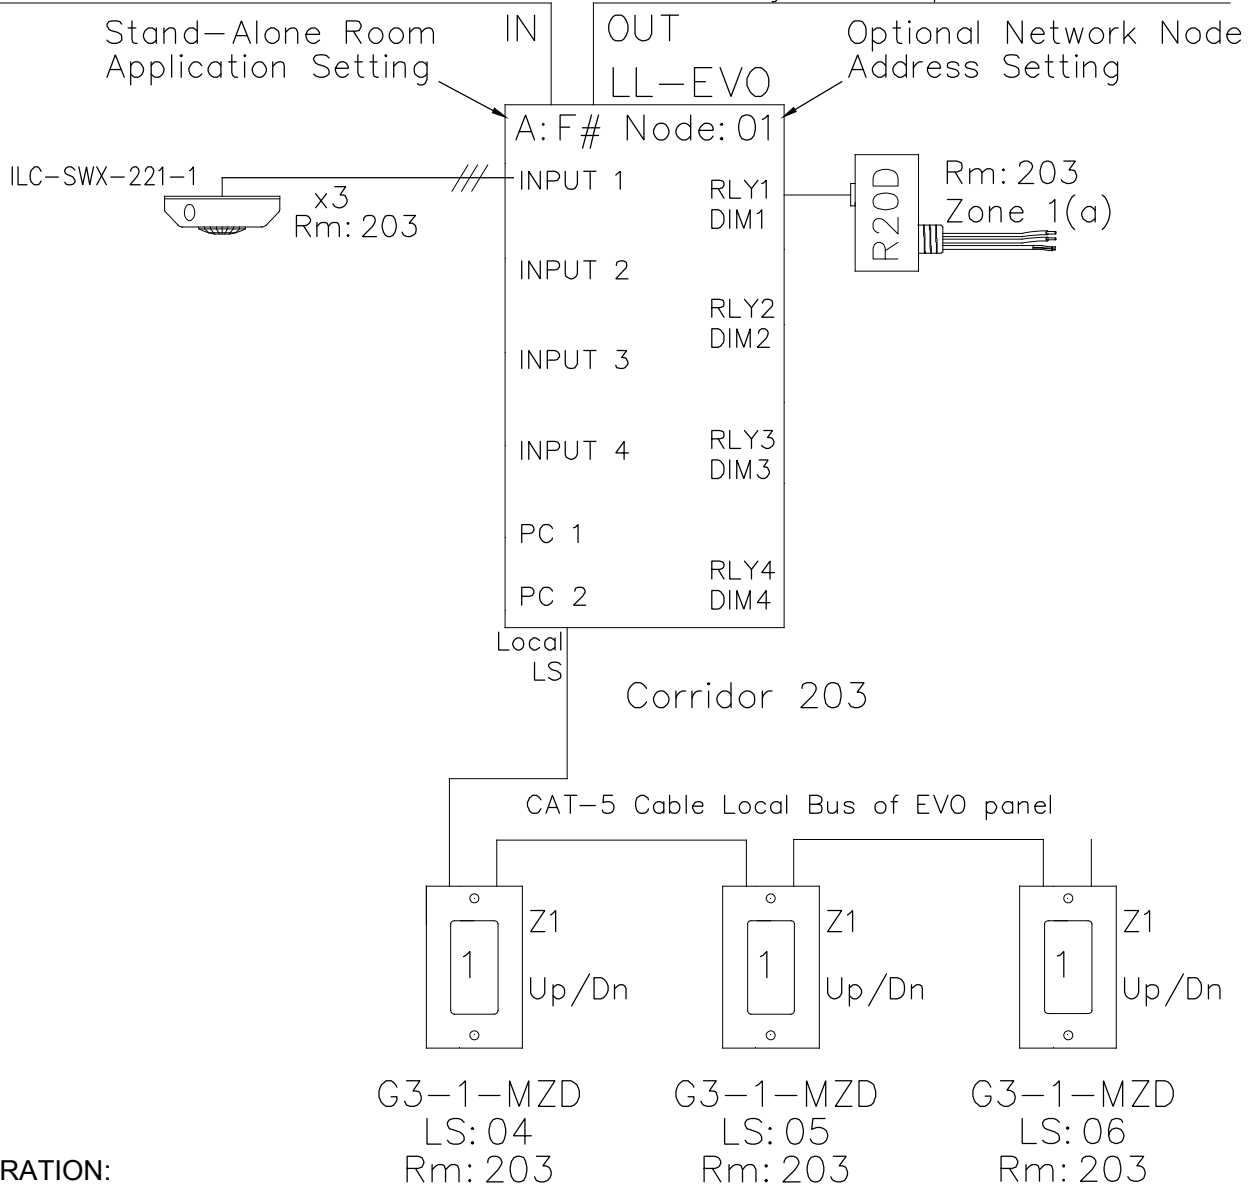 IN
OUT
Stand-Alone Room
Application Setting
Optional Network Node
Address Setting
LL-EVO
A: F# Node: 01
ILC-SWX-221-1
x3
Rm: 203
INPUT 1
INPUT 2
INPUT 3
INPUT 4
PC 1
PC 2
RLY1
DIM1
RLY2
DIM2
RLY3
DIM3
RLY4
DIM4
R20D
Rm: 203
Zone 1(a)
Local
LS
Corridor 203
CAT-5 Cable Local Bus of EVO panel
1
Z1
Up/Dn
1
Z1
Up/Dn
1
Z1
Up/Dn
G3-1-MZD
LS: 04
Rm: 203
G3-1-MZD
LS: 05
Rm: 203
G3-1-MZD
LS: 06
Rm: 203
RATION: